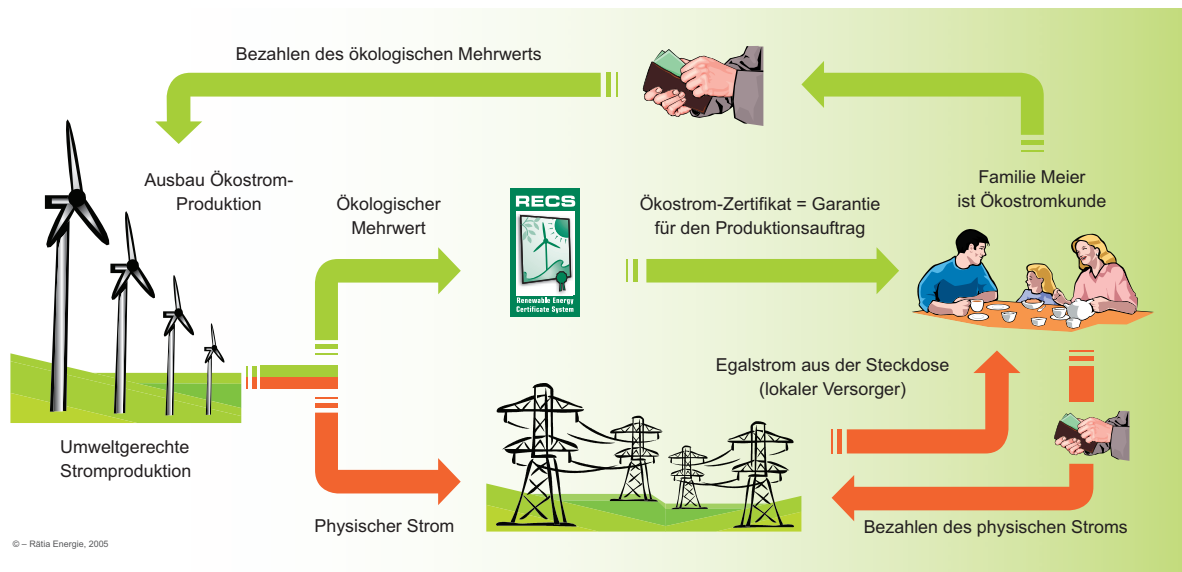 Bezahlen des ökologischen Mehrwerts
Ausbau Ökostrom-
Produktion
Ökologischer
Mehrwert
RECS
Renewable Energy
Certificate System
Ökostrom-Zertifikat = Garantie
für den Produktionsauftrag
Familie Meier
ist Ökostromkunde
Egalstrom aus der Steckdose
(lokaler Versorger)
Umweltgerechte
Stromproduktion
Physischer Strom
Bezahlen des physischen Stroms
© – Rätia Energie, 2005